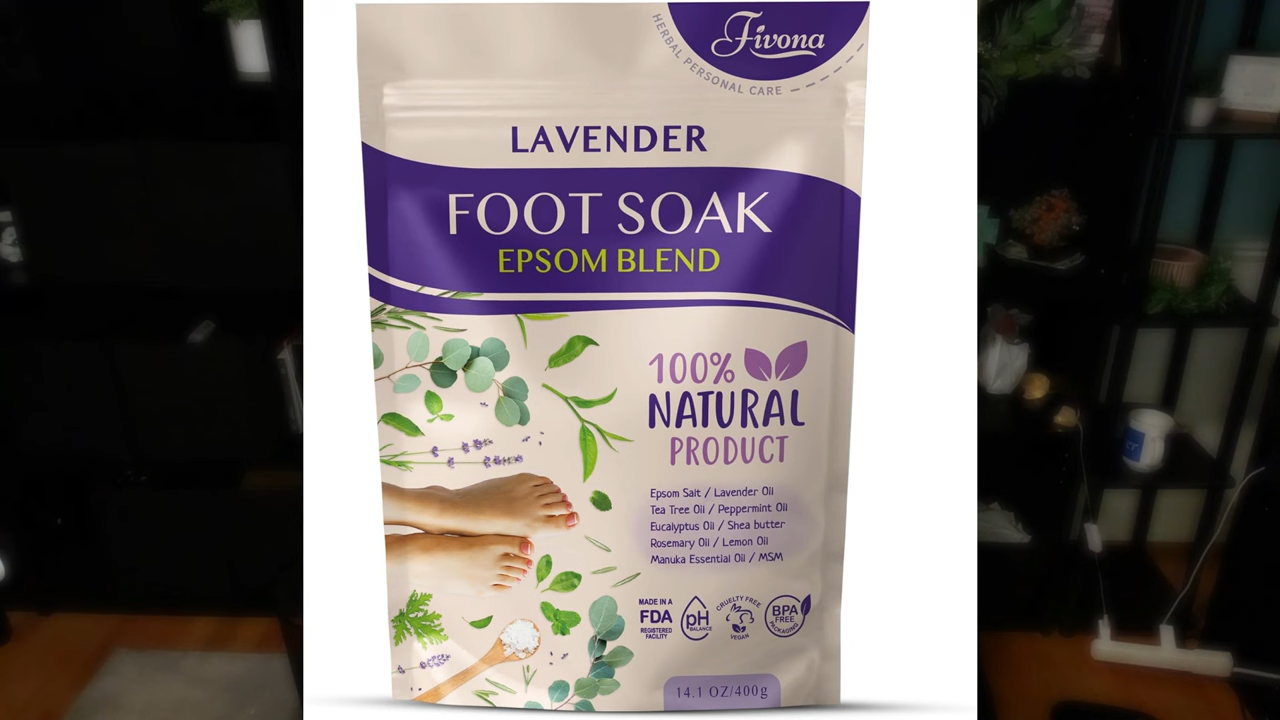 Fivona
HERBAL PERSONAL CARE
LAVENDER
FOOT SOAK
EPSOM BLEND
100%
NATURAL
PRODUCT
Epsom Salt / Lavender Oil
Tea Tree Oil / Peppermint Oil
Eucalyptus Oil / Shea butter
Rosemary Oil / Lemon Oil
Manuka Essential Oil / MSM
MADE IN A
FDA
REGISTERED
FACILITY
pH
BALANCE
CRUELTY FREE
VEGAN
BPA
FREE
PACKAGING
14.1 OZ/400g